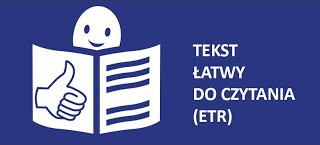 TEKST
ŁATWY
DO CZYTANIA
(ETR)